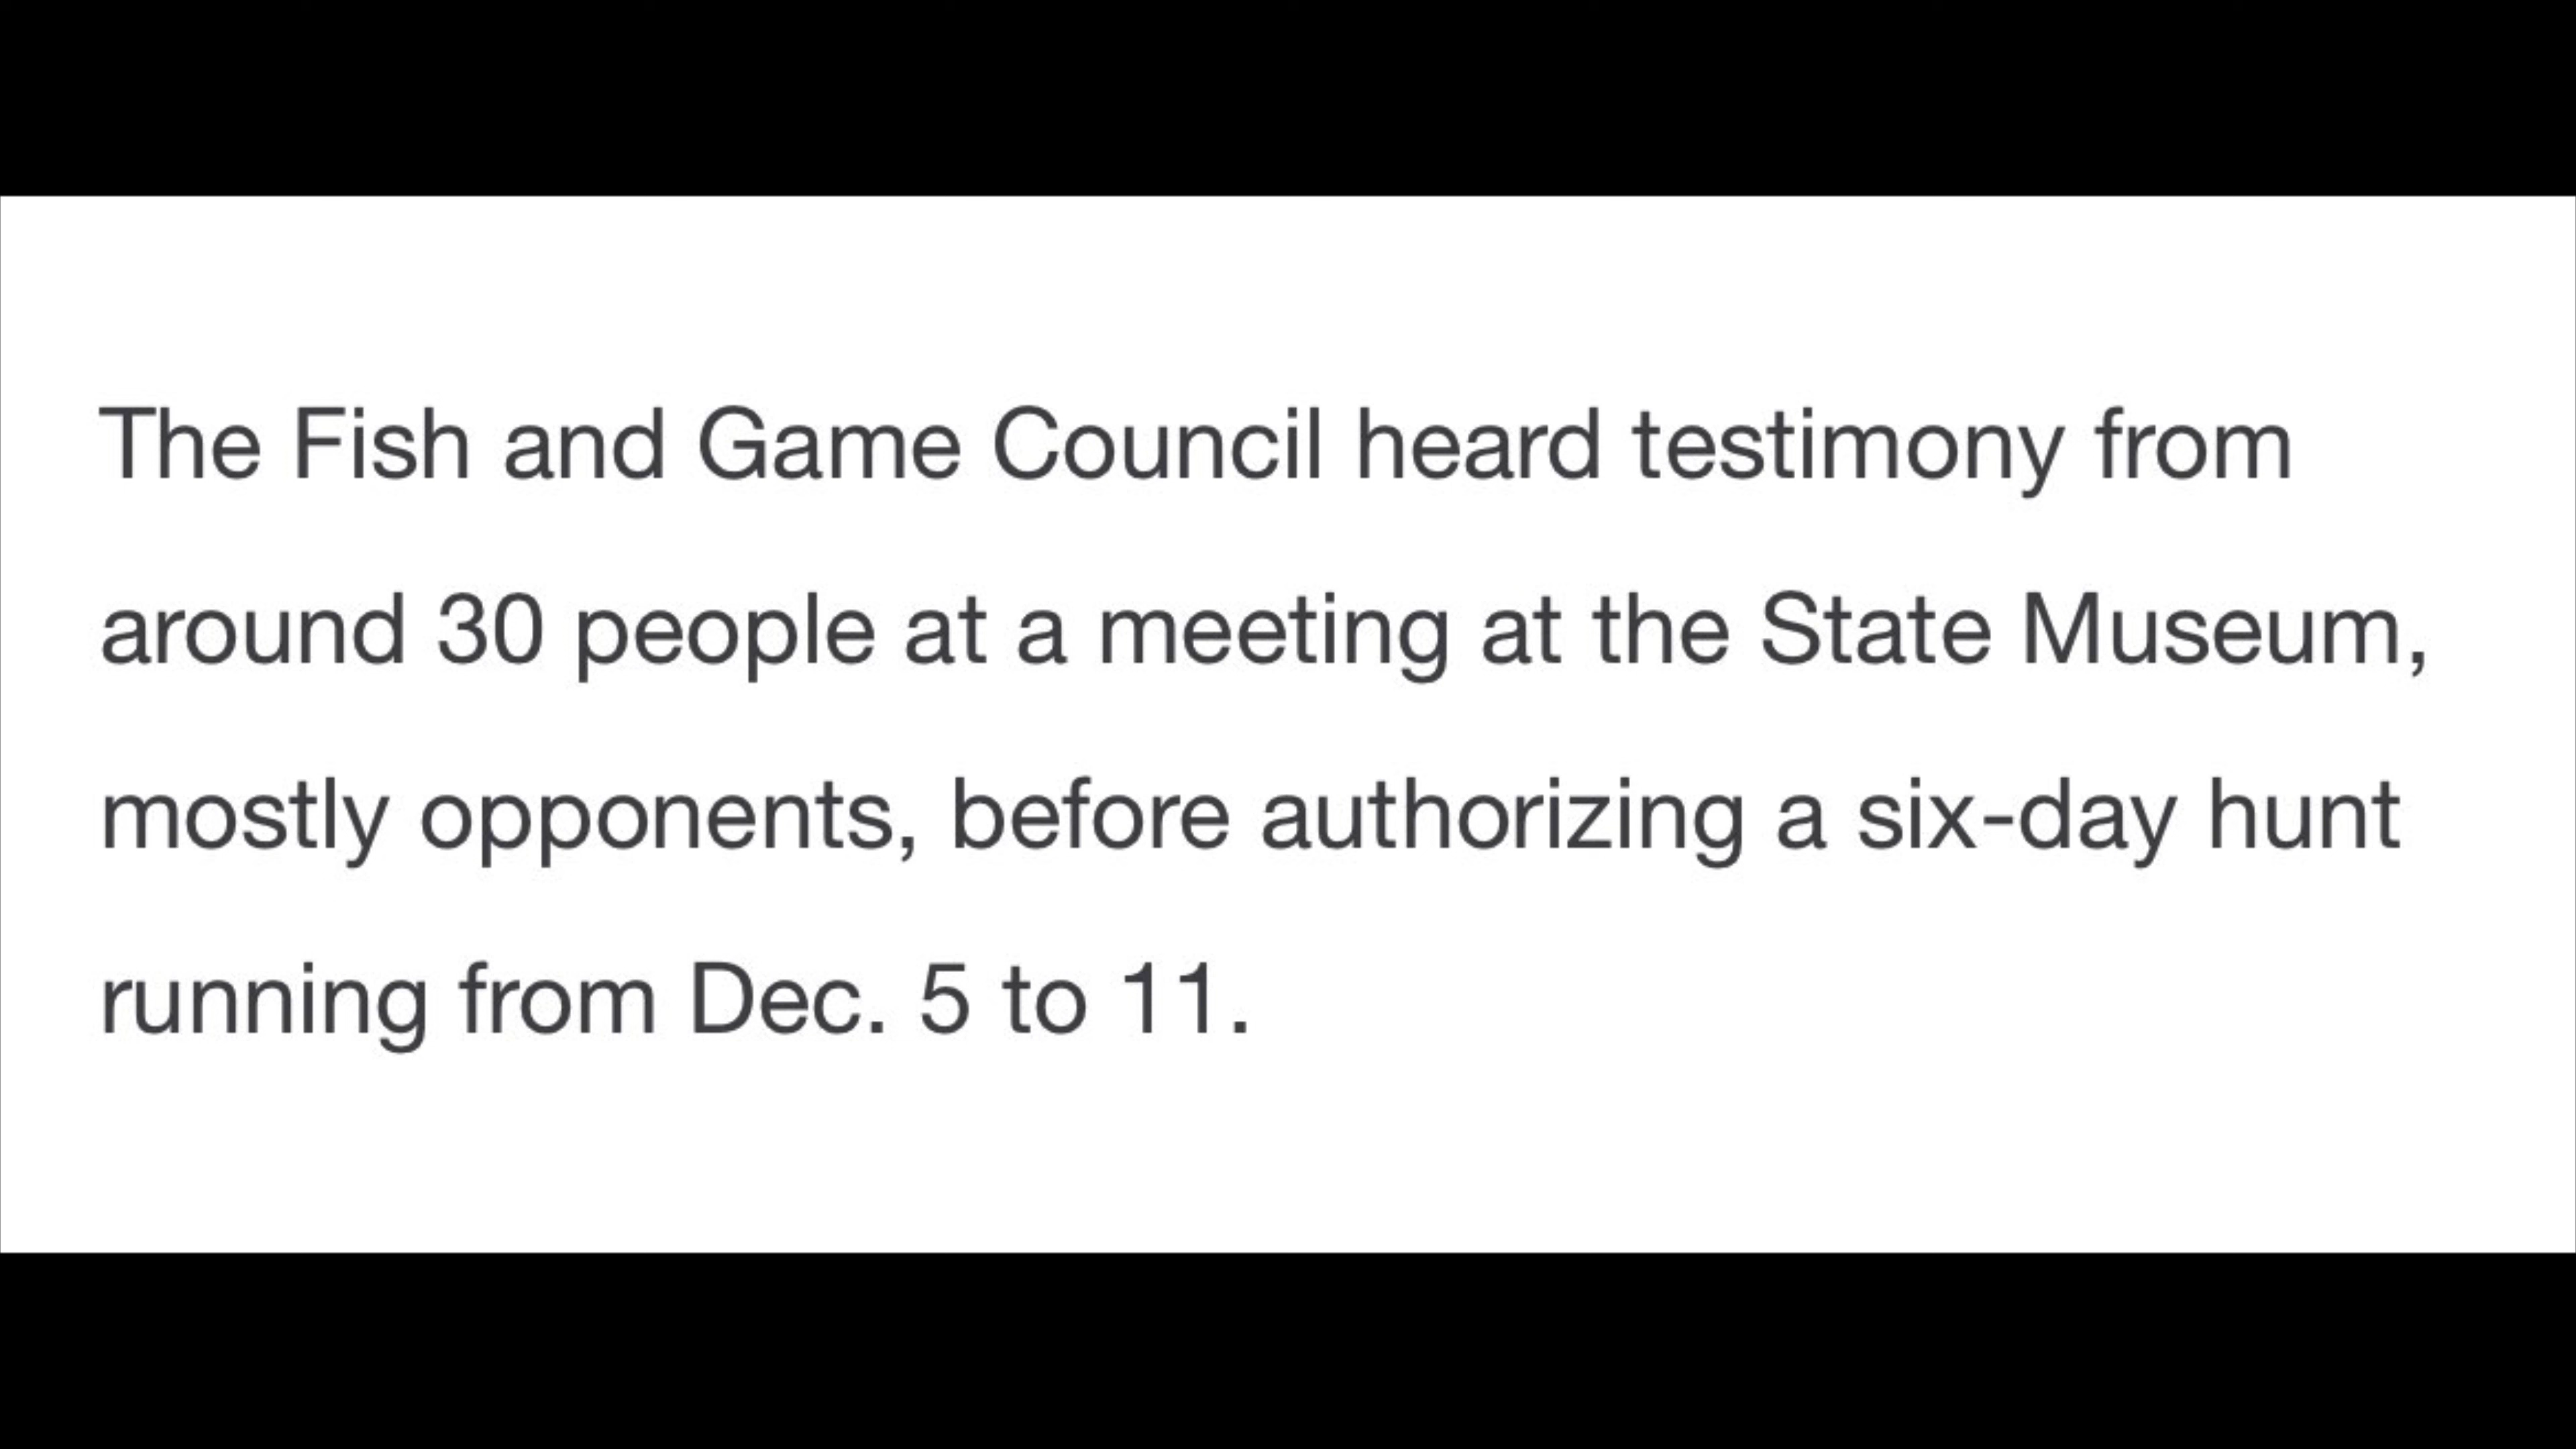 The Fish and Game Council heard testimony from
around 30 people at a meeting at the State Museum,
mostly opponents, before authorizing a six-day hunt
running from Dec. 5 to 11.